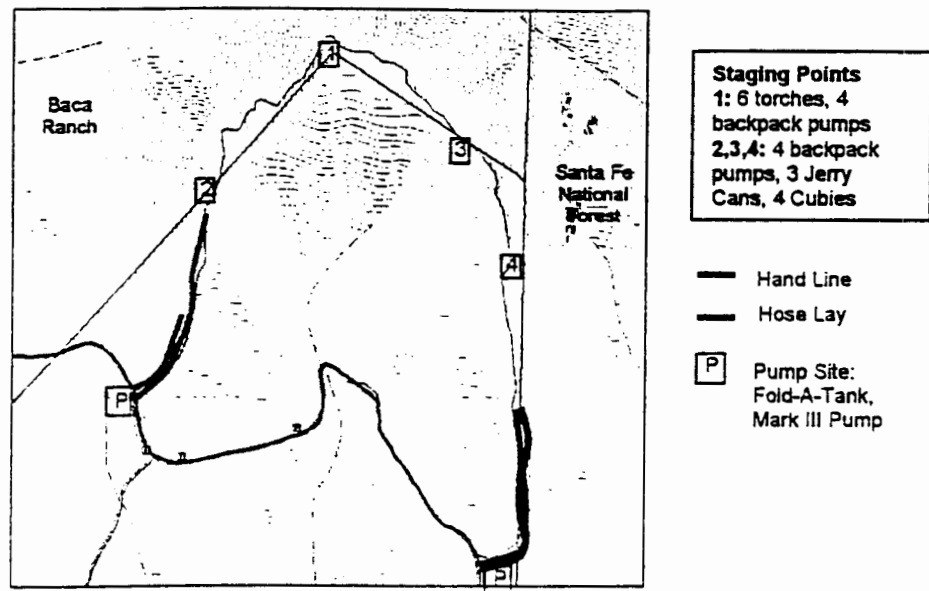 1
Baca
Ranch
3
Santa Fe
National
Forest
2
4
P
P
Staging Points
1: 6 torches, 4
backpack pumps
2,3,4: 4 backpack
pumps, 3 Jerry
Cans, 4 Cubies
Hand Line
Hose Lay
P
Pump Site:
Fold-A-Tank,
Mark III Pump